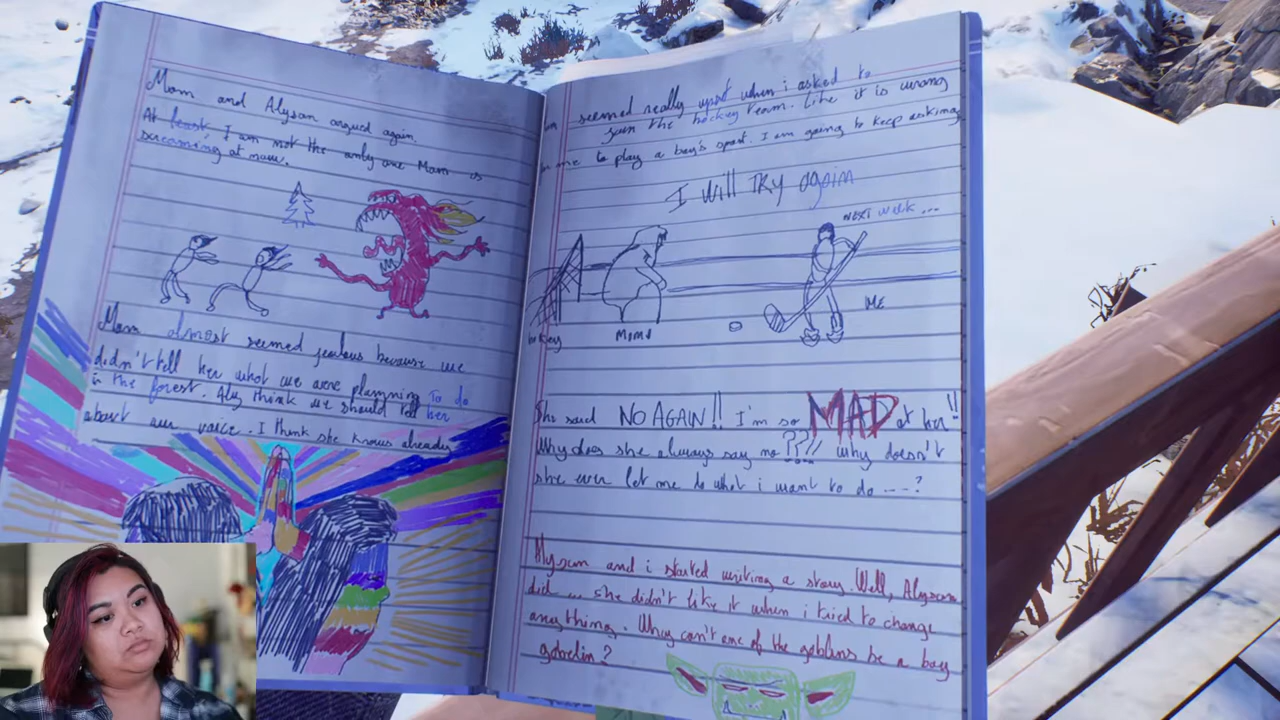 Mom and Alyson argued again.
At least I am not the only one Mom is
screaming at now.
Mom almost seemed jealous because we
didn't tell her what we were planning to do
in the forest. Aly think we should tell her
about our voice. I think she knows already
seemed really upset when i asked to
join the hockey team. Like it is wrong
me to play a boy's sport. I am going to keep asking
I will TRY again
NEXT week ...
ME
MOM
She said NO AGAIN!! I'm so MAD at her!!
Why does she always say no ???// why doesn't
she ever let me do what i want to do ....?
Alyson and i started writing a story. Well, Alyson
did ... she didn't like it when i tried to change
anything. Why can't one of the goblins be a boy
goblin?